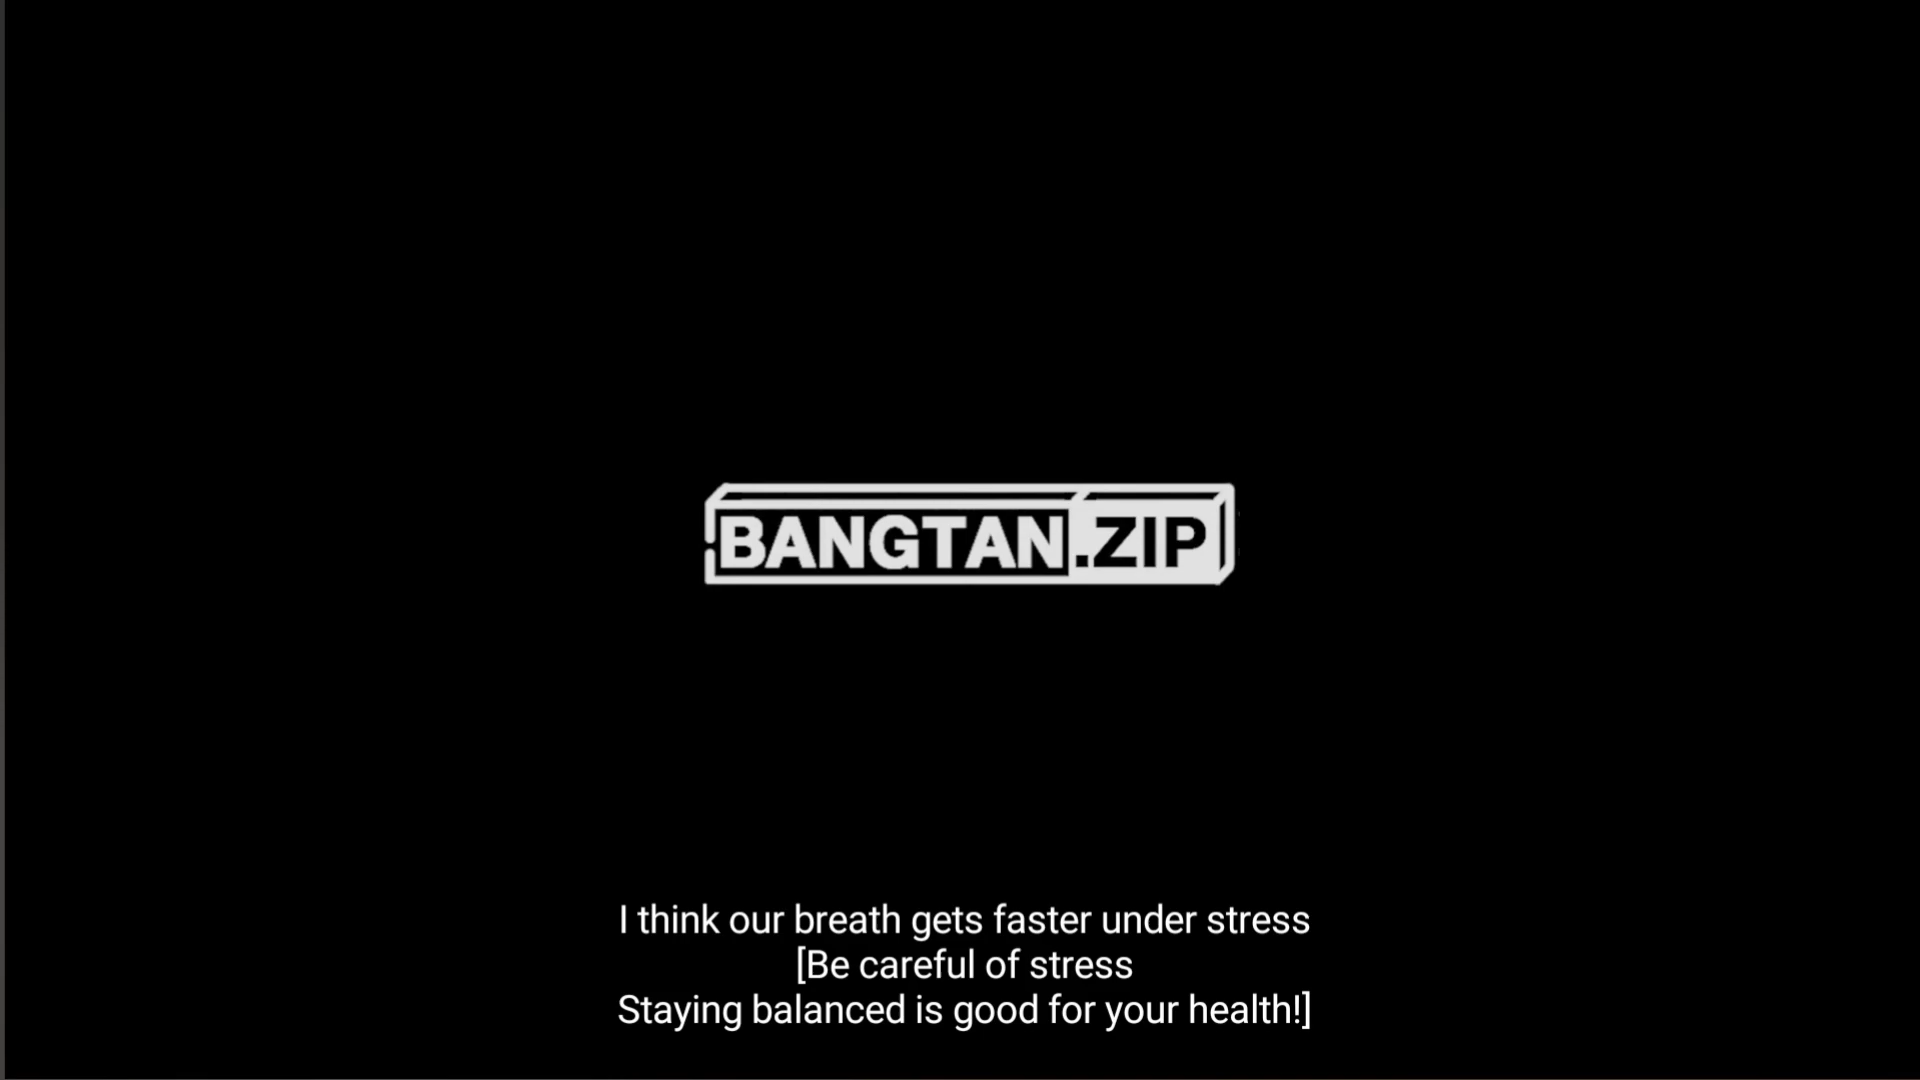 BANGTAN.ZIP
I think our breath gets faster under stress
[Be careful of stress
Staying balanced is good for your health!]